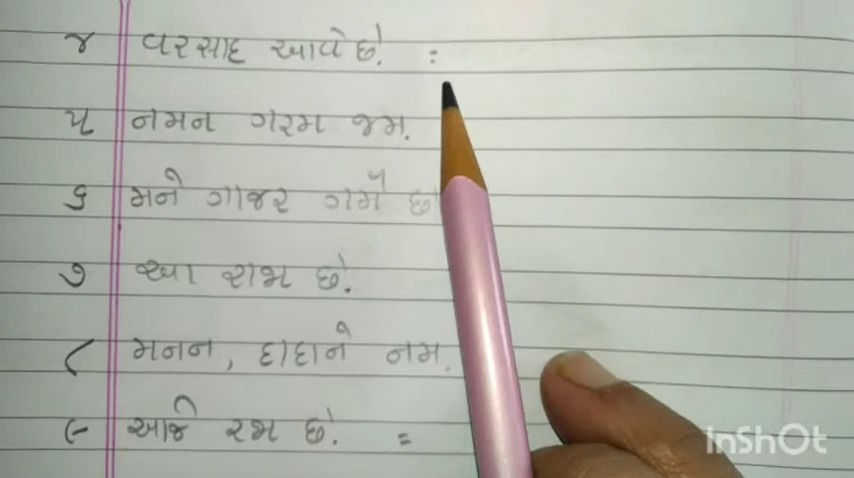 ૪ વરસાદ આવે છે. :
૫ નમન ગરમ જમ.
૬ મને ગાજર ગમે છે
૭ આ રાજા છે.
૮ મનન, દાદાને નમ.
૯ આજે રજા છે. =
InShOt